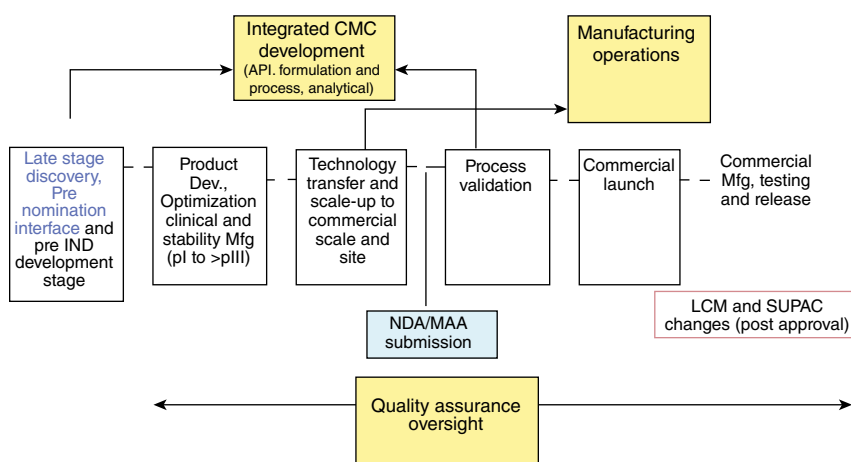 Integrated CMC
development
(API. formulation and
process, analytical)
Manufacturing
operations
Late stage
discovery,
Pre
nomination
interface and
pre IND
development
stage
Product
Dev.,
Optimization
clinical and
stability Mfg
(pI to >pIII)
Technology
transfer and
scale-up to
commercial
scale and
site
Process
validation
Commercial
launch
Commercial
Mfg, testing
and release
NDA/MAA
submission
LCM and SUPAC
changes (post approval)
Quality assurance
oversight